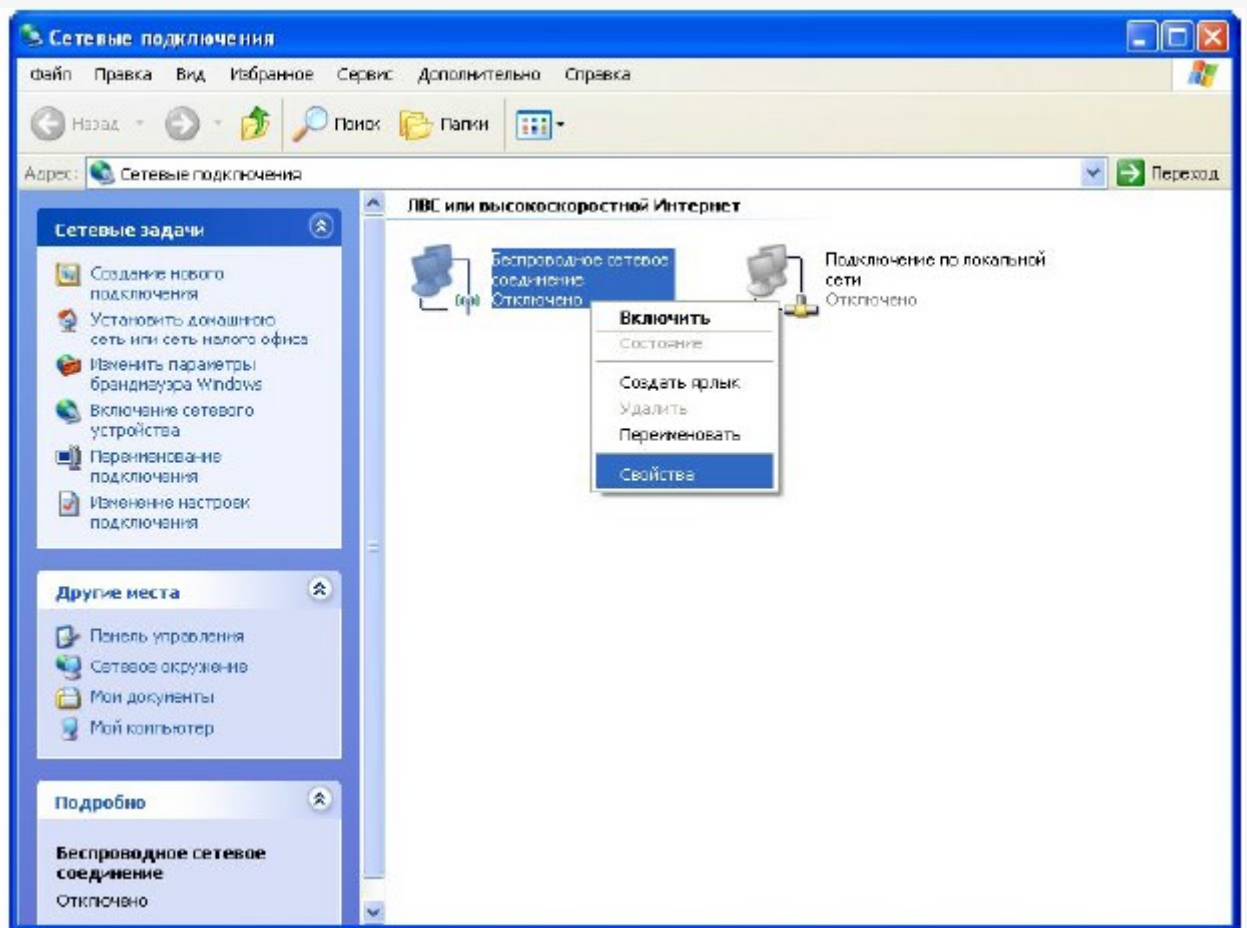 Сетевые подключения
Файл Правка Вид Избранное Сервис Дополнительно Справка
Назад Поиск Папки
Адрес: Сетевые подключения Переход
Сетевые задачи
Создание нового
подключения
Установить домашнюю
сеть или сеть малого офиса
Изменить параметры
брандмауэра Windows
Включение сетевого
устройства
Переименование
подключения
Изменение настроек
подключения
Другие места
Панель управления
Сетевое окружение
Мои документы
Мой компьютер
Подробно
Беспроводное сетевое
соединение
Отключено
ЛВС или высокоскоростной Интернет
Беспроводное сетевое
соединение
Отключено
Подключение по локальной
сети
Отключено
Включить
Состояние
Создать ярлык
Удалить
Переименовать
Свойства